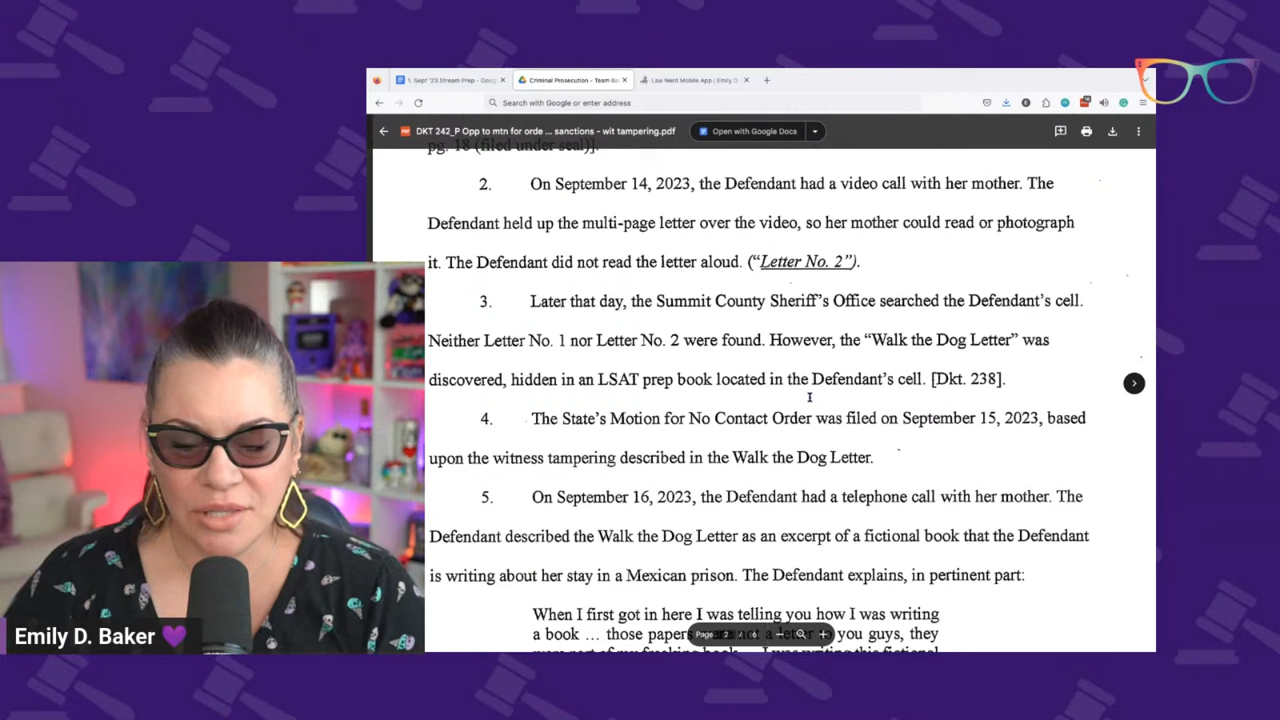 1. Sept '23 Stream Prep - Goog
Criminal Prosecution - Team Ba
Law Nerd Mobile App | Emily D
Search with Google or enter address
DKT 242_P Opp to mtn for orde ... sanctions - wit tampering.pdf
Open with Google Docs
pg. 18 (filed under seal)].
2. On September 14, 2023, the Defendant had a video call with her mother. The
Defendant held up the multi-page letter over the video, so her mother could read or photograph
it. The Defendant did not read the letter aloud. ("Letter No. 2").
3. Later that day, the Summit County Sheriff's Office searched the Defendant's cell.
Neither Letter No. 1 nor Letter No. 2 were found. However, the "Walk the Dog Letter" was
discovered, hidden in an LSAT prep book located in the Defendant's cell. [Dkt. 238].
4. The State's Motion for No Contact Order was filed on September 15, 2023, based
upon the witness tampering described in the Walk the Dog Letter.
5. On September 16, 2023, the Defendant had a telephone call with her mother. The
Defendant described the Walk the Dog Letter as an excerpt of a fictional book that the Defendant
is writing about her stay in a Mexican prison. The Defendant explains, in pertinent part:
When I first got in here I was telling you how I was writing
a book ... those papers you guys, they
Page 2 / 6
Emily D. Baker 💜